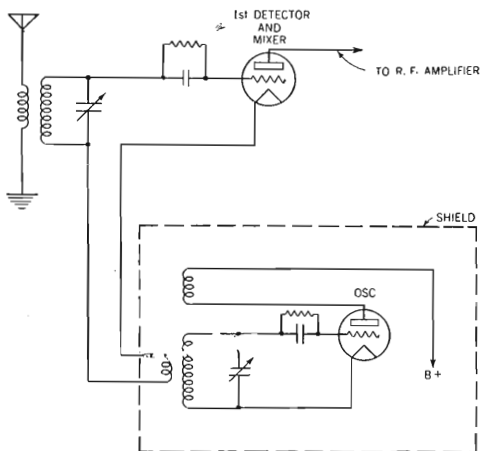 1st DETECTOR
AND
MIXER
TO R. F. AMPLIFIER
SHIELD
OSC
B+